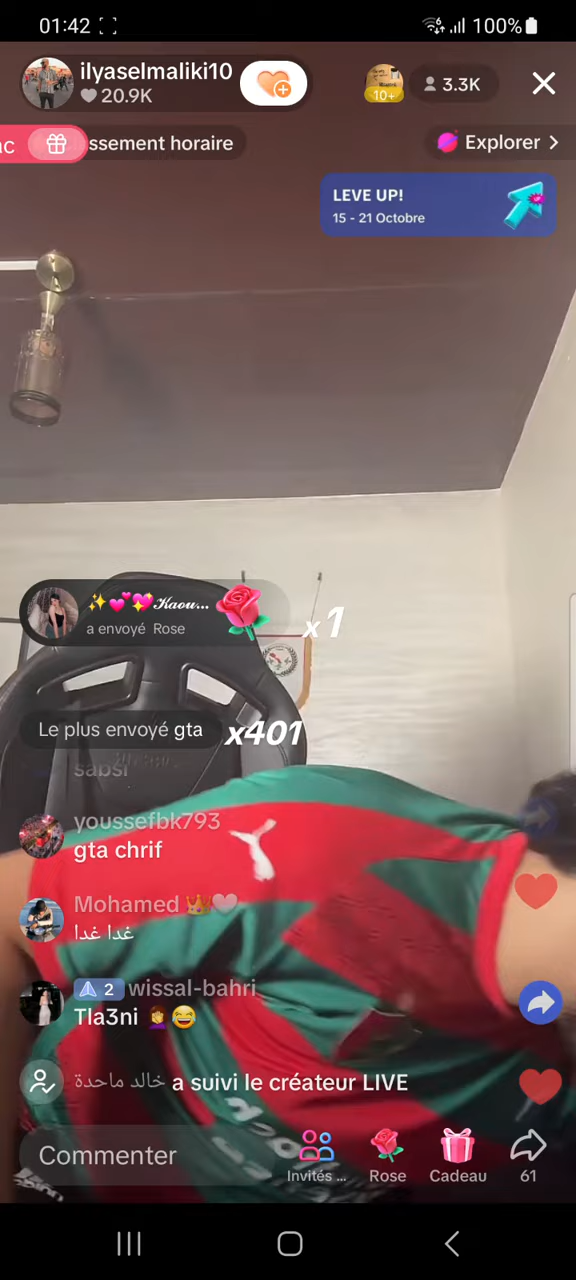 01:42
100%
ilyaselmaliki10
20.9K
10+
3.3K
ssement horaire
Explorer
LEVE UP!
15 - 21 Octobre
✨💕💖𝒦𝒶ℴ𝓊...
a envoyé Rose
x1
Le plus envoyé gta
x401
sabsi
youssefbk793
gta chrif
Mohamed 👑🤍
غدا غدا
2 wissal-bahri
Tla3ni 🤦‍♀️😂
خالد ماحدة a suivi le créateur LIVE
Commenter
Invités ...
Rose
Cadeau
61